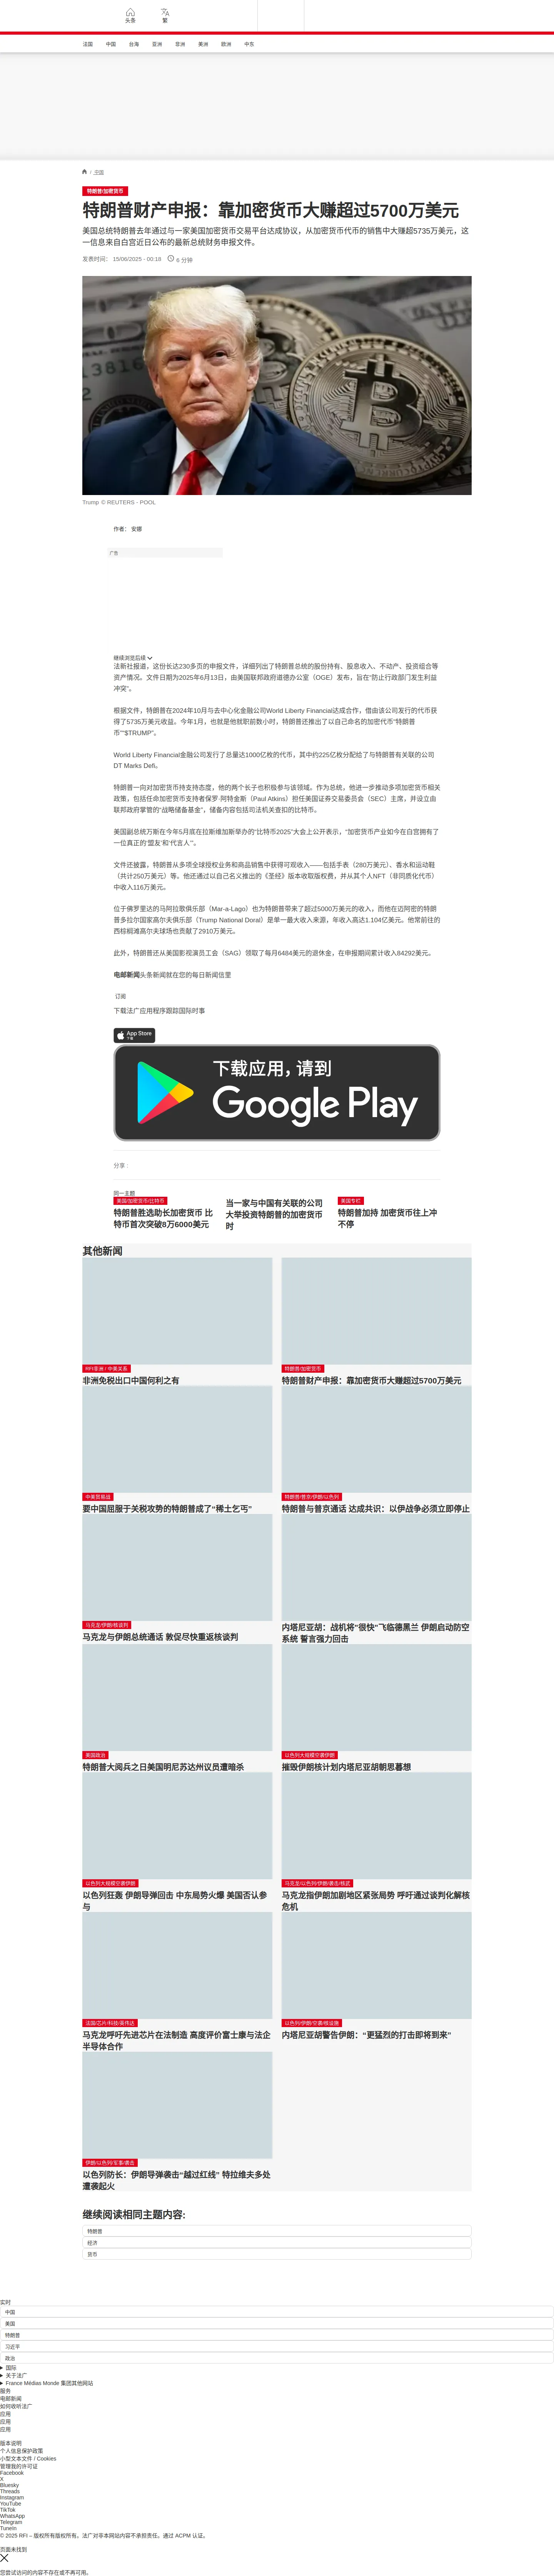 头条
繁
法国
中国
台海
亚洲
非洲
美洲
欧洲
中东
/ 中国
特朗普/加密货币
特朗普财产申报：靠加密货币大赚超过5700万美元
美国总统特朗普去年通过与一家美国加密货币交易平台达成协议，从加密货币代币的销售中大赚超5735万美元，这
一信息来自白宫近日公布的最新总统财务申报文件。
发表时间： 15/06/2025 - 00:18
6 分钟
Trump © REUTERS - POOL
作者： 安娜
广告
继续浏览后续
法新社报道，这份长达230多页的申报文件，详细列出了特朗普总统的股份持有、股息收入、不动产、投资组合等
资产情况。文件日期为2025年6月13日，由美国联邦政府道德办公室（OGE）发布，旨在“防止行政部门发生利益
冲突”。
根据文件，特朗普在2024年10月与去中心化金融公司World Liberty Financial达成合作，借由该公司发行的代币获
得了5735万美元收益。今年1月，也就是他就职前数小时，特朗普还推出了以自己命名的加密代币“特朗普
币”“$TRUMP”。
World Liberty Financial金融公司发行了总量达1000亿枚的代币，其中约225亿枚分配给了与特朗普有关联的公司
DT Marks Defi。
特朗普一向对加密货币持支持态度，他的两个长子也积极参与该领域。作为总统，他进一步推动多项加密货币相关
政策，包括任命加密货币支持者保罗·阿特金斯（Paul Atkins）担任美国证券交易委员会（SEC）主席，并设立由
联邦政府掌管的“战略储备基金”，储备内容包括司法机关查扣的比特币。
美国副总统万斯在今年5月底在拉斯维加斯举办的“比特币2025”大会上公开表示，“加密货币产业如今在白宫拥有了
一位真正的‘盟友’和‘代言人’”。
文件还披露，特朗普从多项全球授权业务和商品销售中获得可观收入——包括手表（280万美元）、香水和运动鞋
（共计250万美元）等。他还通过以自己名义推出的《圣经》版本收取版权费，并从其个人NFT（非同质化代币）
中收入116万美元。
位于佛罗里达的马阿拉歌俱乐部（Mar-a-Lago）也为特朗普带来了超过5000万美元的收入，而他在迈阿密的特朗
普多拉尔国家高尔夫俱乐部（Trump National Doral）是单一最大收入来源，年收入高达1.104亿美元。他常前往的
西棕榈滩高尔夫球场也贡献了2910万美元。
此外，特朗普还从美国影视演员工会（SAG）领取了每月6484美元的退休金，在申报期间累计收入84292美元。
电邮新闻头条新闻就在您的每日新闻信里
订阅
下载法广应用程序跟踪国际时事
App Store
下载
下载应用，请到
Google Play
分享 :
同一主题
美国/加密货币/比特币
特朗普胜选助长加密货币 比
特币首次突破8万6000美元
当一家与中国有关联的公司
大举投资特朗普的加密货币
时
美国专栏
特朗普加持 加密货币往上冲
不停
其他新闻
RFI非洲 / 中美关系
非洲免税出口中国何利之有
特朗普/加密货币
特朗普财产申报：靠加密货币大赚超过5700万美元
中美贸易战
要中国屈服于关税攻势的特朗普成了“稀土乞丐”
特朗普/普京/伊朗/以色列
特朗普与普京通话 达成共识：以伊战争必须立即停止
马克龙/伊朗/核谈判
马克龙与伊朗总统通话 敦促尽快重返核谈判
内塔尼亚胡：战机将“很快”飞临德黑兰 伊朗启动防空
系统 誓言强力回击
美国政治
特朗普大阅兵之日美国明尼苏达州议员遭暗杀
以色列大规模空袭伊朗
摧毁伊朗核计划内塔尼亚胡朝思暮想
以色列大规模空袭伊朗
以色列狂轰 伊朗导弹回击 中东局势火爆 美国否认参
与
马克龙/以色列/伊朗/袭击/核武
马克龙指伊朗加剧地区紧张局势 呼吁通过谈判化解核
危机
法国/芯片/科技/英伟达
马克龙呼吁先进芯片在法制造 高度评价富士康与法企
半导体合作
以色列/伊朗/空袭/核设施
内塔尼亚胡警告伊朗：“更猛烈的打击即将到来”
伊朗/以色列/军事/袭击
以色列防长：伊朗导弹袭击“越过红线” 特拉维夫多处
遭袭起火
继续阅读相同主题内容:
特朗普
经济
货币
实时
中国
美国
特朗普
习近平
政治
国际
关于法广
France Médias Monde 集团其他网站
服务
电邮新闻
如何收听法广
应用
应用
应用
版本说明
个人信息保护政策
小型文本文件 / Cookies
管理我的许可证
Facebook
X
Bluesky
Threads
Instagram
YouTube
TikTok
WhatsApp
Telegram
TuneIn
© 2025 RFI – 版权所有版权所有。法广对非本网站内容不承担责任。通过 ACPM 认证。
页面未找到
您尝试访问的内容不存在或不再可用。